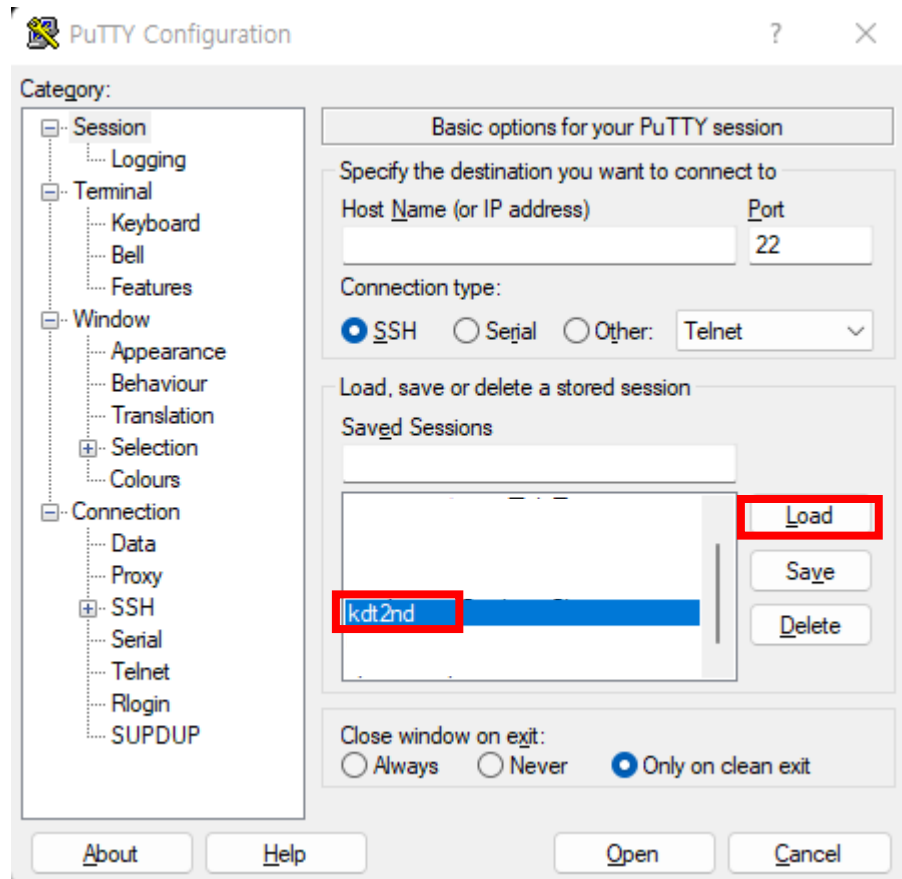 PuTTY Configuration ? ×
Category:
Session
Logging
Terminal
Keyboard
Bell
Features
Window
Appearance
Behaviour
Translation
Selection
Colours
Connection
Data
Proxy
SSH
Serial
Telnet
Rlogin
SUPDUP
Basic options for your PuTTY session
Specify the destination you want to connect to
Host Name (or IP address) Port
22
Connection type:
SSH Serial Other: Telnet
Load, save or delete a stored session
Saved Sessions
Load
Save
kdt2nd
Delete
Close window on exit:
Always Never Only on clean exit
About Help Open Cancel